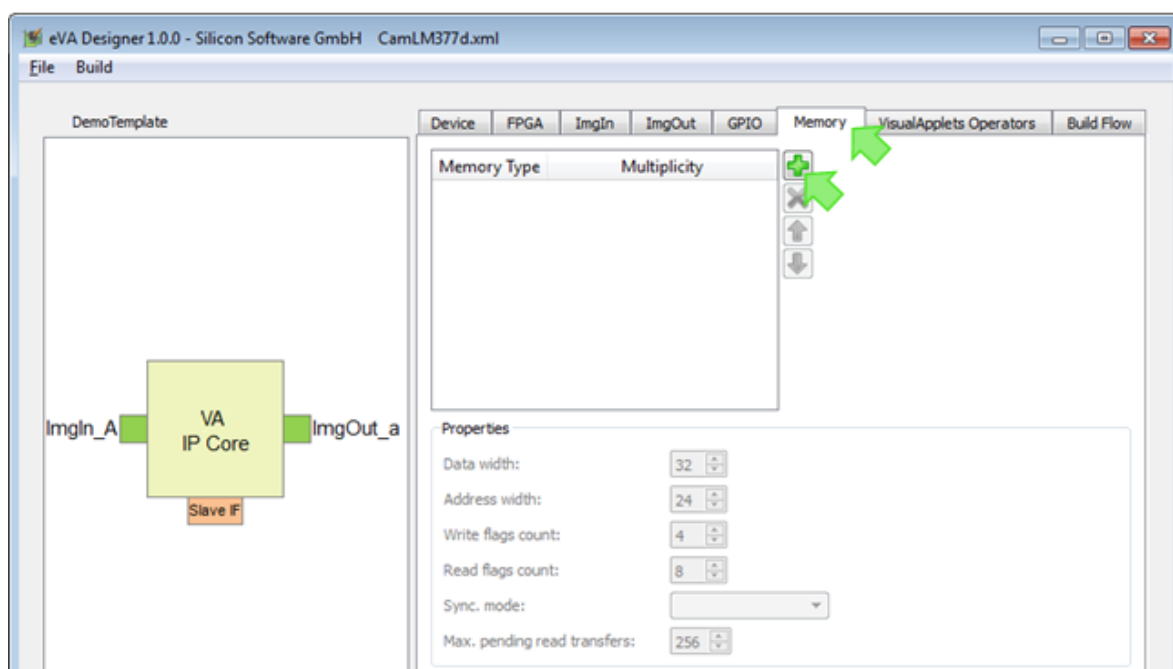 eVA Designer 1.0.0 - Silicon Software GmbH CamLM377d.xml
File Build
DemoTemplate
Device FPGA ImgIn ImgOut GPIO Memory VisualApplets Operators Build Flow
Memory Type Multiplicity
ImgIn_A
VA
IP Core
ImgOut_a
Slave IF
Properties
Data width: 32
Address width: 24
Write flags count: 4
Read flags count: 8
Sync. mode:
Max. pending read transfers: 256